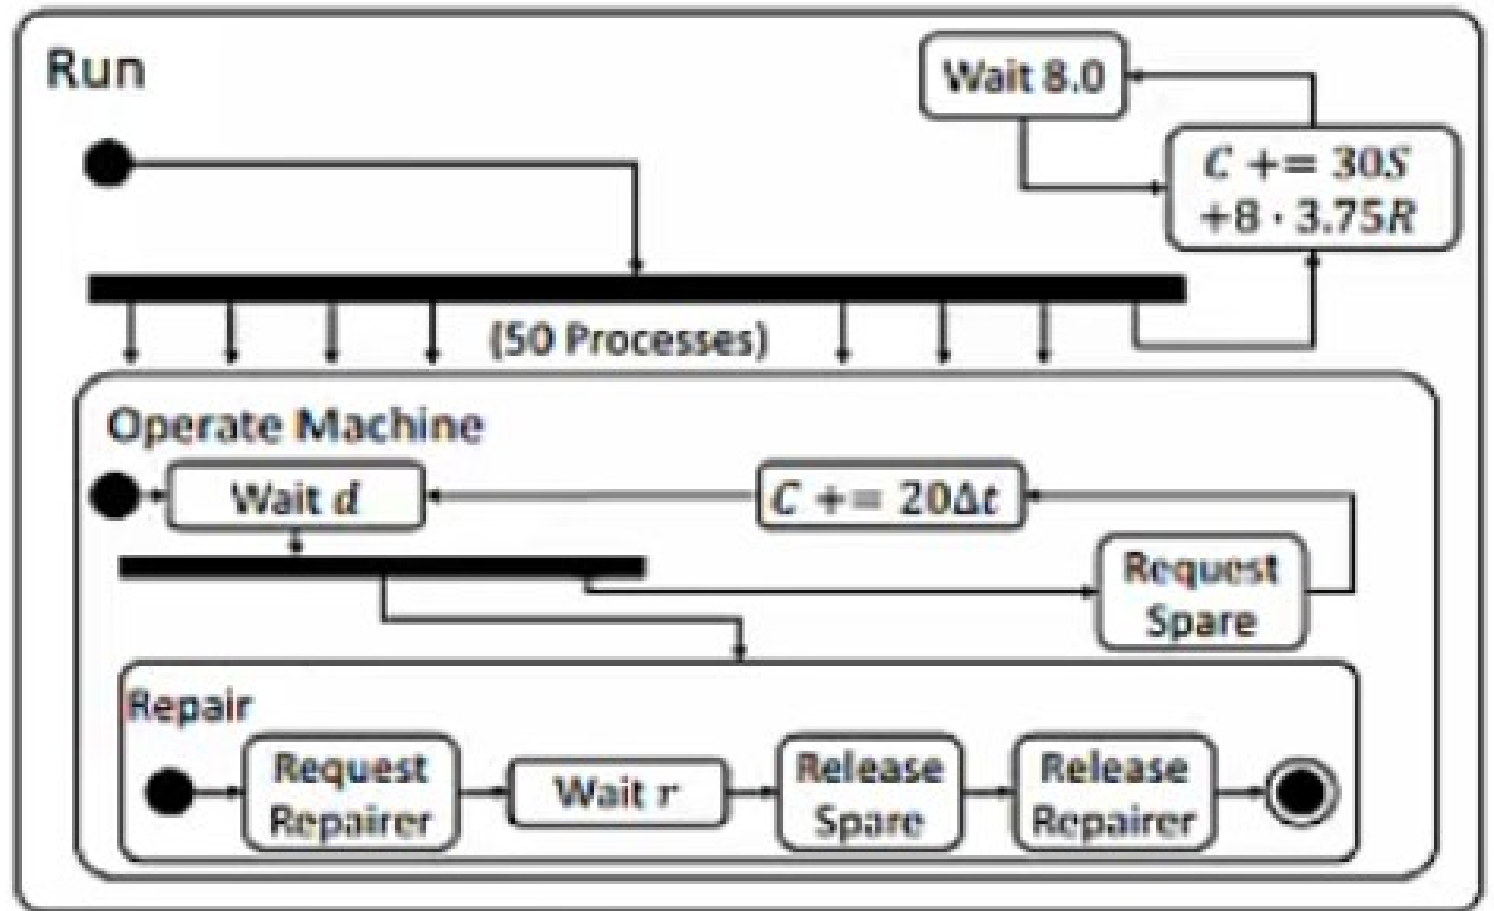 Run
Wait 8.0
C += 30S
+8 · 3.75R
(50 Processes)
Operate Machine
Wait d
C += 20Δt
Request
Spare
Repair
Request
Repairer
Wait r
Release
Spare
Release
Repairer